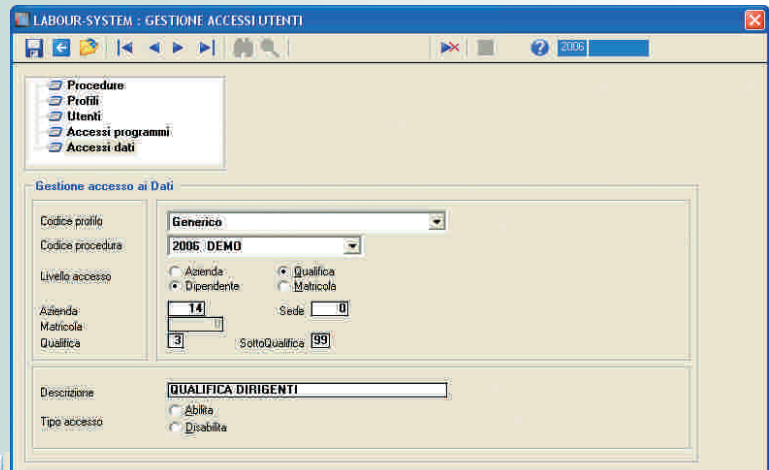 LABOUR-SYSTEM : GESTIONE ACCESSI UTENTI
2006
Procedure
Profili
Utenti
Accessi programmi
Accessi dati
Gestione accesso ai Dati
Codice profilo Generico
Codice procedura 2006 DEMO
Livello accesso Azienda Qualifica
Dipendente Matricola
Azienda 14 Sede 0
Matricola 0
Qualifica 3 SottoQualifica 99
Descrizione QUALIFICA DIRIGENTI
Tipo accesso Abilita
Disabilita